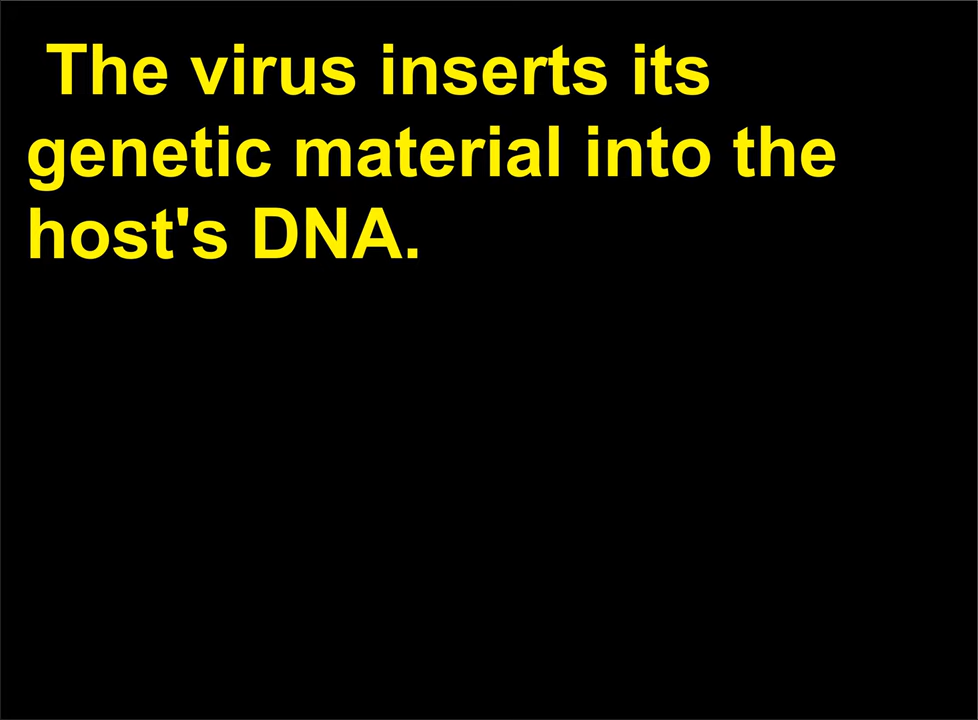 The virus inserts its
genetic material into the
host's DNA.